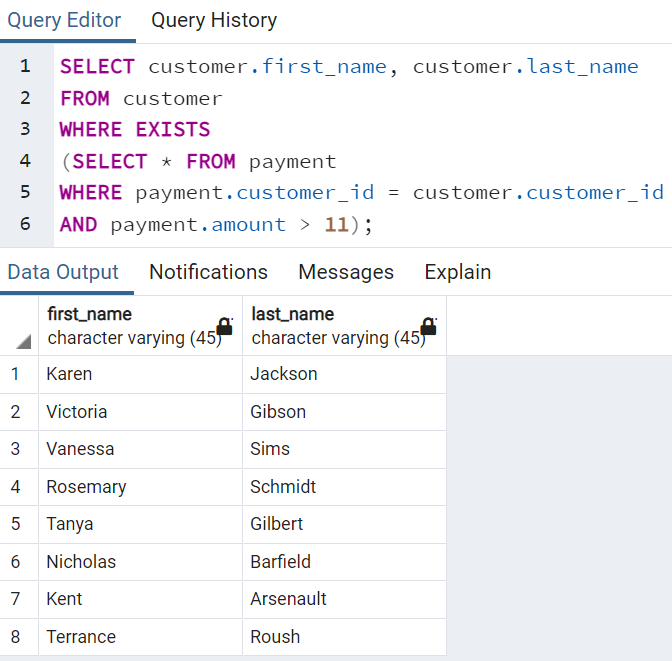 Query Editor Query History
1 SELECT customer.first_name, customer.last_name
2 FROM customer
3 WHERE EXISTS
4 (SELECT * FROM payment
5 WHERE payment.customer_id = customer.customer_id
6 AND payment.amount > 11);
Data Output Notifications Messages Explain
first_name last_name
character varying (45) character varying (45)
1 Karen Jackson
2 Victoria Gibson
3 Vanessa Sims
4 Rosemary Schmidt
5 Tanya Gilbert
6 Nicholas Barfield
7 Kent Arsenault
8 Terrance Roush